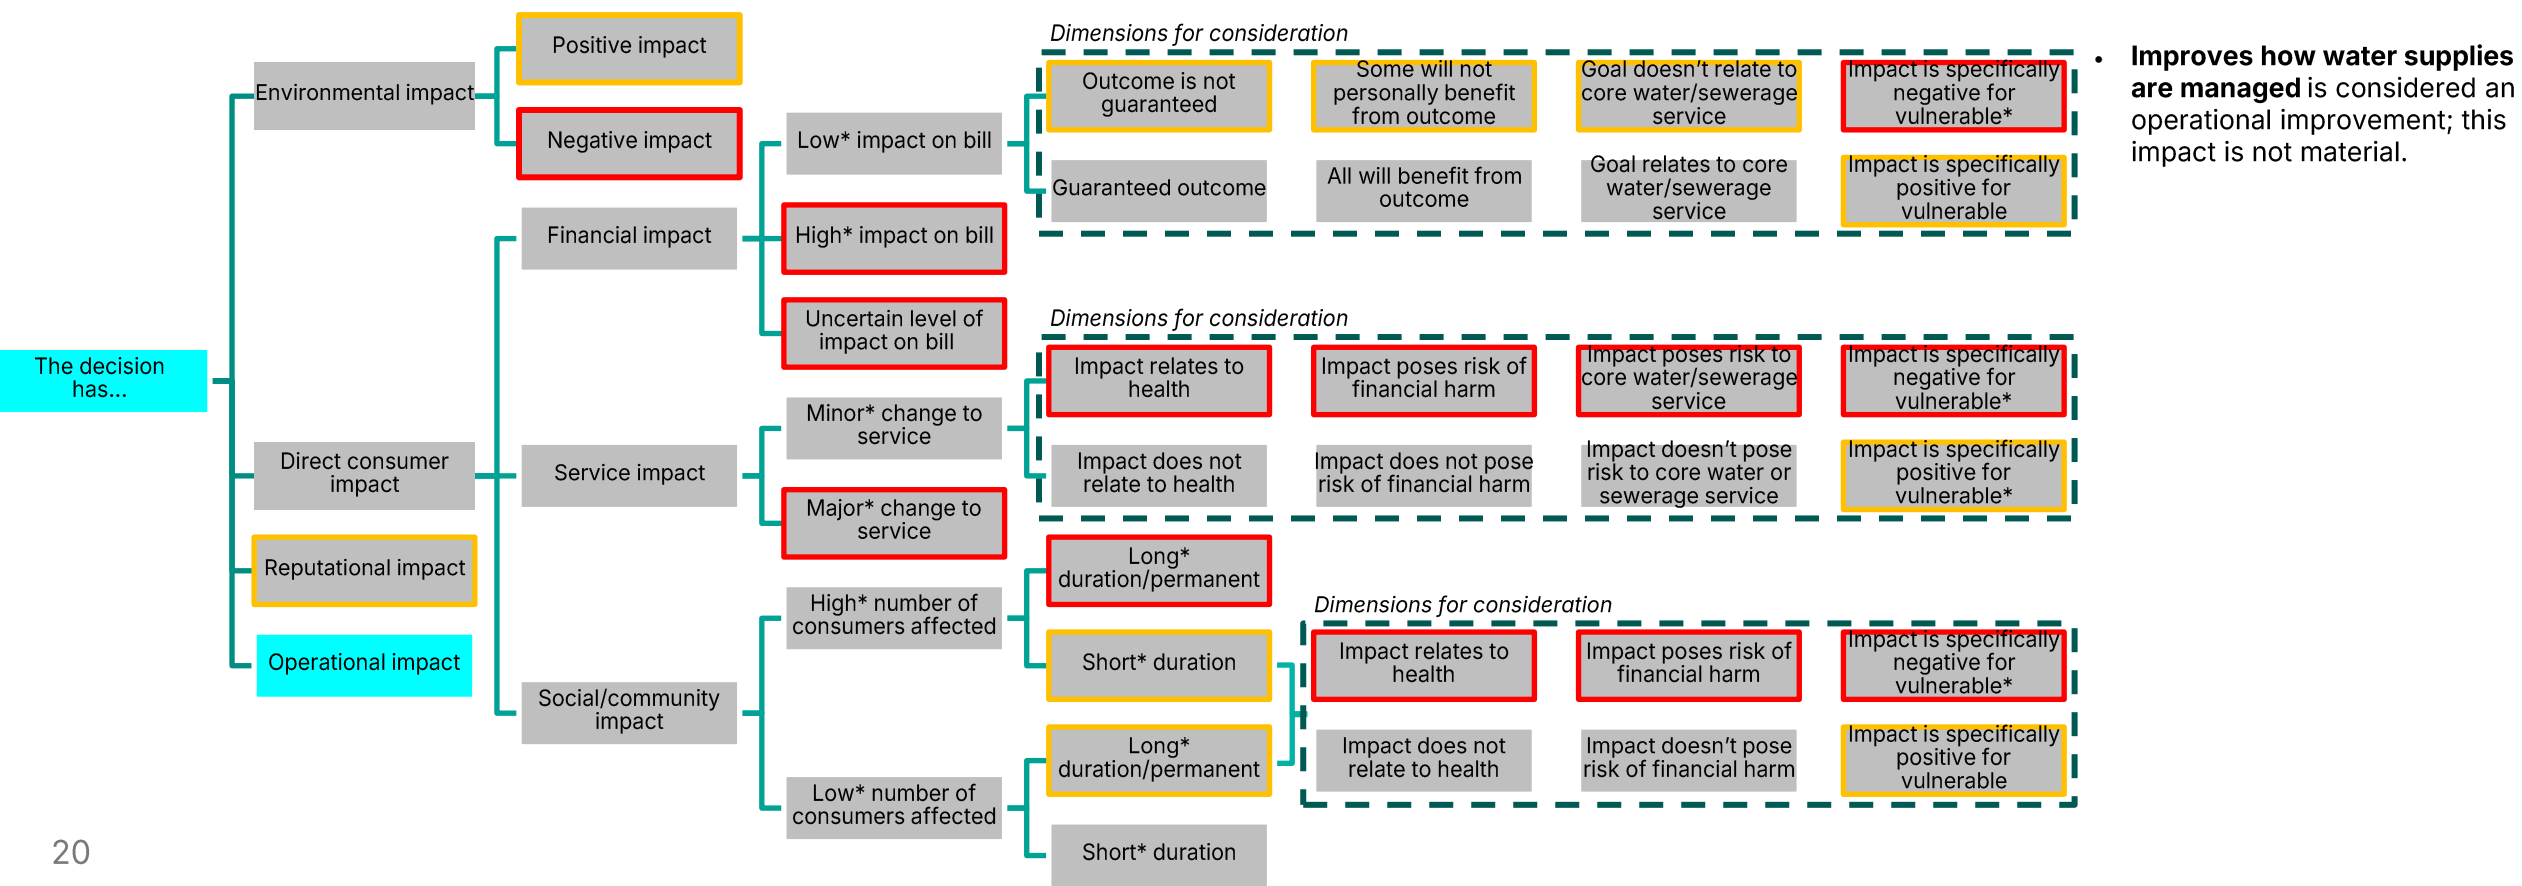 The decision
has...
Environmental impact
Direct consumer
impact
Reputational impact
Operational impact
Positive impact
Negative impact
Financial impact
Service impact
Social/community
impact
Low* impact on bill
High* impact on bill
Uncertain level of
impact on bill
Minor* change to
service
Major* change to
service
High* number of
consumers affected
Low* number of
consumers affected
Dimensions for consideration
Outcome is not
guaranteed
Some will not
personally benefit
from outcome
Goal doesn't relate to
core water/sewerage
service
Impact is specifically
negative for
vulnerable*
Guaranteed outcome
All will benefit from
outcome
Goal relates to core
water/sewerage
service
Impact is specifically
positive for
vulnerable
Dimensions for consideration
Impact relates to
health
Impact poses risk of
financial harm
Impact poses risk to
core water/sewerage
service
Impact is specifically
negative for
vulnerable*
Impact does not
relate to health
Impact does not pose
risk of financial harm
Impact doesn't pose
risk to core water or
sewerage service
Impact is specifically
positive for
vulnerable*
Long*
duration/permanent
Short* duration
Long*
duration/permanent
Short* duration
Dimensions for consideration
Impact relates to
health
Impact poses risk of
financial harm
Impact is specifically
negative for
vulnerable*
Impact does not
relate to health
Impact doesn't pose
risk of financial harm
Impact is specifically
positive for
vulnerable
• Improves how water supplies
are managed is considered an
operational improvement; this
impact is not material.
20